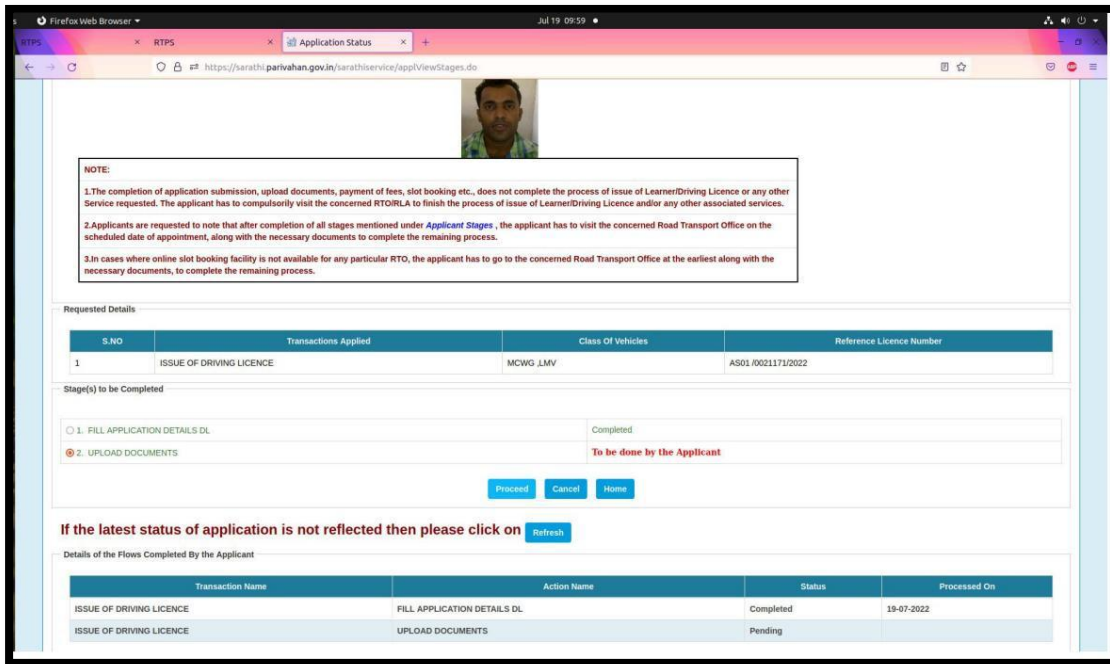 Firefox Web Browser
Jul 19 09:59
RTPS
RTPS
Application Status
https://sarathi.parivahan.gov.in/sarathiservice/applViewStages.do
NOTE:
1.The completion of application submission, upload documents, payment of fees, slot booking etc., does not complete the process of issue of Learner/Driving Licence or any other
Service requested. The applicant has to compulsorily visit the concerned RTO/RLA to finish the process of issue of Learner/Driving Licence and/or any other associated services.
2.Applicants are requested to note that after completion of all stages mentioned under Applicant Stages , the applicant has to visit the concerned Road Transport Office on the
scheduled date of appointment, along with the necessary documents to complete the remaining process.
3.In cases where online slot booking facility is not available for any particular RTO, the applicant has to go to the concerned Road Transport Office at the earliest along with the
necessary documents, to complete the remaining process.
Requested Details
S.NO Transactions Applied Class Of Vehicles Reference Licence Number
1 ISSUE OF DRIVING LICENCE MCWG ,LMV AS01 /0021171/2022
Stage(s) to be Completed
1. FILL APPLICATION DETAILS DL Completed
2. UPLOAD DOCUMENTS To be done by the Applicant
Proceed Cancel Home
If the latest status of application is not reflected then please click on Refresh
Details of the Flows Completed By the Applicant
Transaction Name Action Name Status Processed On
ISSUE OF DRIVING LICENCE FILL APPLICATION DETAILS DL Completed 19-07-2022
ISSUE OF DRIVING LICENCE UPLOAD DOCUMENTS Pending